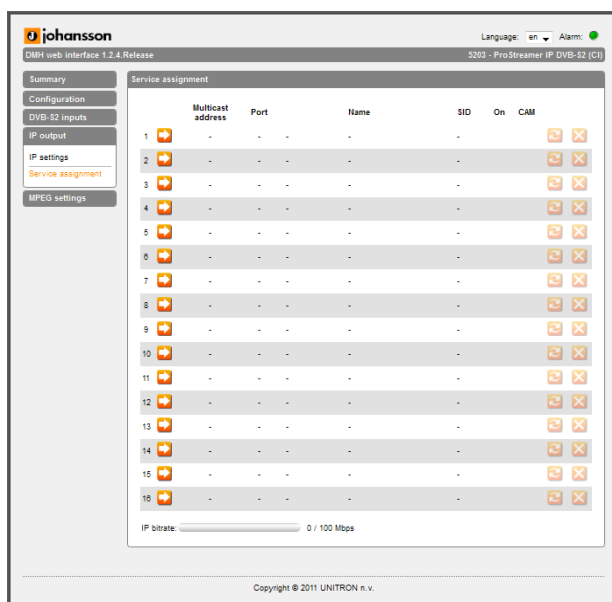 johansson
Language: en Alarm:
DMH web interface 1.2.4.Release 5203 - ProStreamer IP DVB-S2 (CI)
Summary
Configuration
DVB-S2 inputs
IP output
IP settings
Service assignment
MPEG settings
Service assignment
Multicast address Port Name SID On CAM
1 - - - - -
2 - - - - -
3 - - - - -
4 - - - - -
5 - - - - -
6 - - - - -
7 - - - - -
8 - - - - -
9 - - - - -
10 - - - - -
11 - - - - -
12 - - - - -
13 - - - - -
14 - - - - -
15 - - - - -
16 - - - - -
IP bitrate: 0 / 100 Mbps
Copyright © 2011 UNITRON n.v.